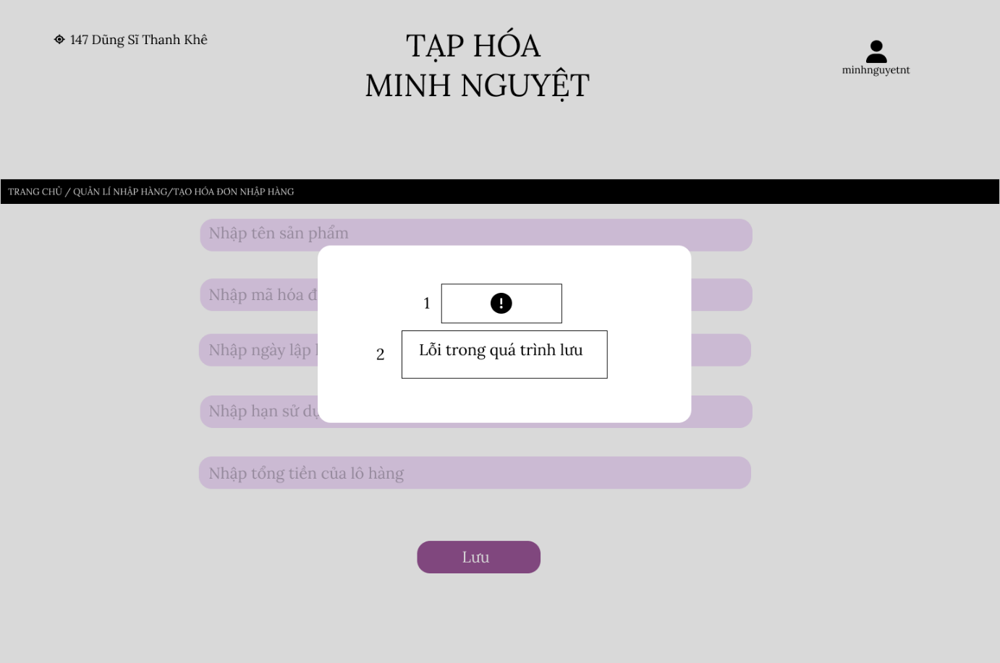 147 Dũng Sĩ Thanh Khê
TẠP HÓA
MINH NGUYỆT
minhnguyetnt
TRANG CHỦ / QUẢN LÍ NHẬP HÀNG/TẠO HÓA ĐƠN NHẬP HÀNG
Nhập tên sản phẩm
Nhập mã hóa
1
2
Lỗi trong quá trình lưu
Nhập ngày lập
Nhập hạn sử
Nhập tổng tiền của lô hàng
Lưu